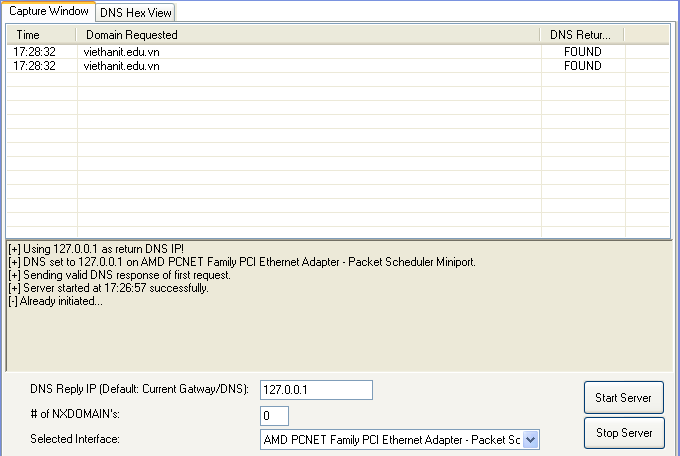 Capture Window DNS Hex View
Time Domain Requested DNS Retur...
17:28:32 viethanit.edu.vn FOUND
17:28:32 viethanit.edu.vn FOUND
[+] Using 127.0.0.1 as return DNS IP!
[+] DNS set to 127.0.0.1 on AMD PCNET Family PCI Ethernet Adapter - Packet Scheduler Miniport.
[+] Sending valid DNS response of first request.
[+] Server started at 17:26:57 successfully.
[-] Already initiated...
DNS Reply IP (Default: Current Gatway/DNS): 127.0.0.1
Start Server
# of NXDOMAIN's: 0
Stop Server
Selected Interface: AMD PCNET Family PCI Ethernet Adapter - Packet Sc